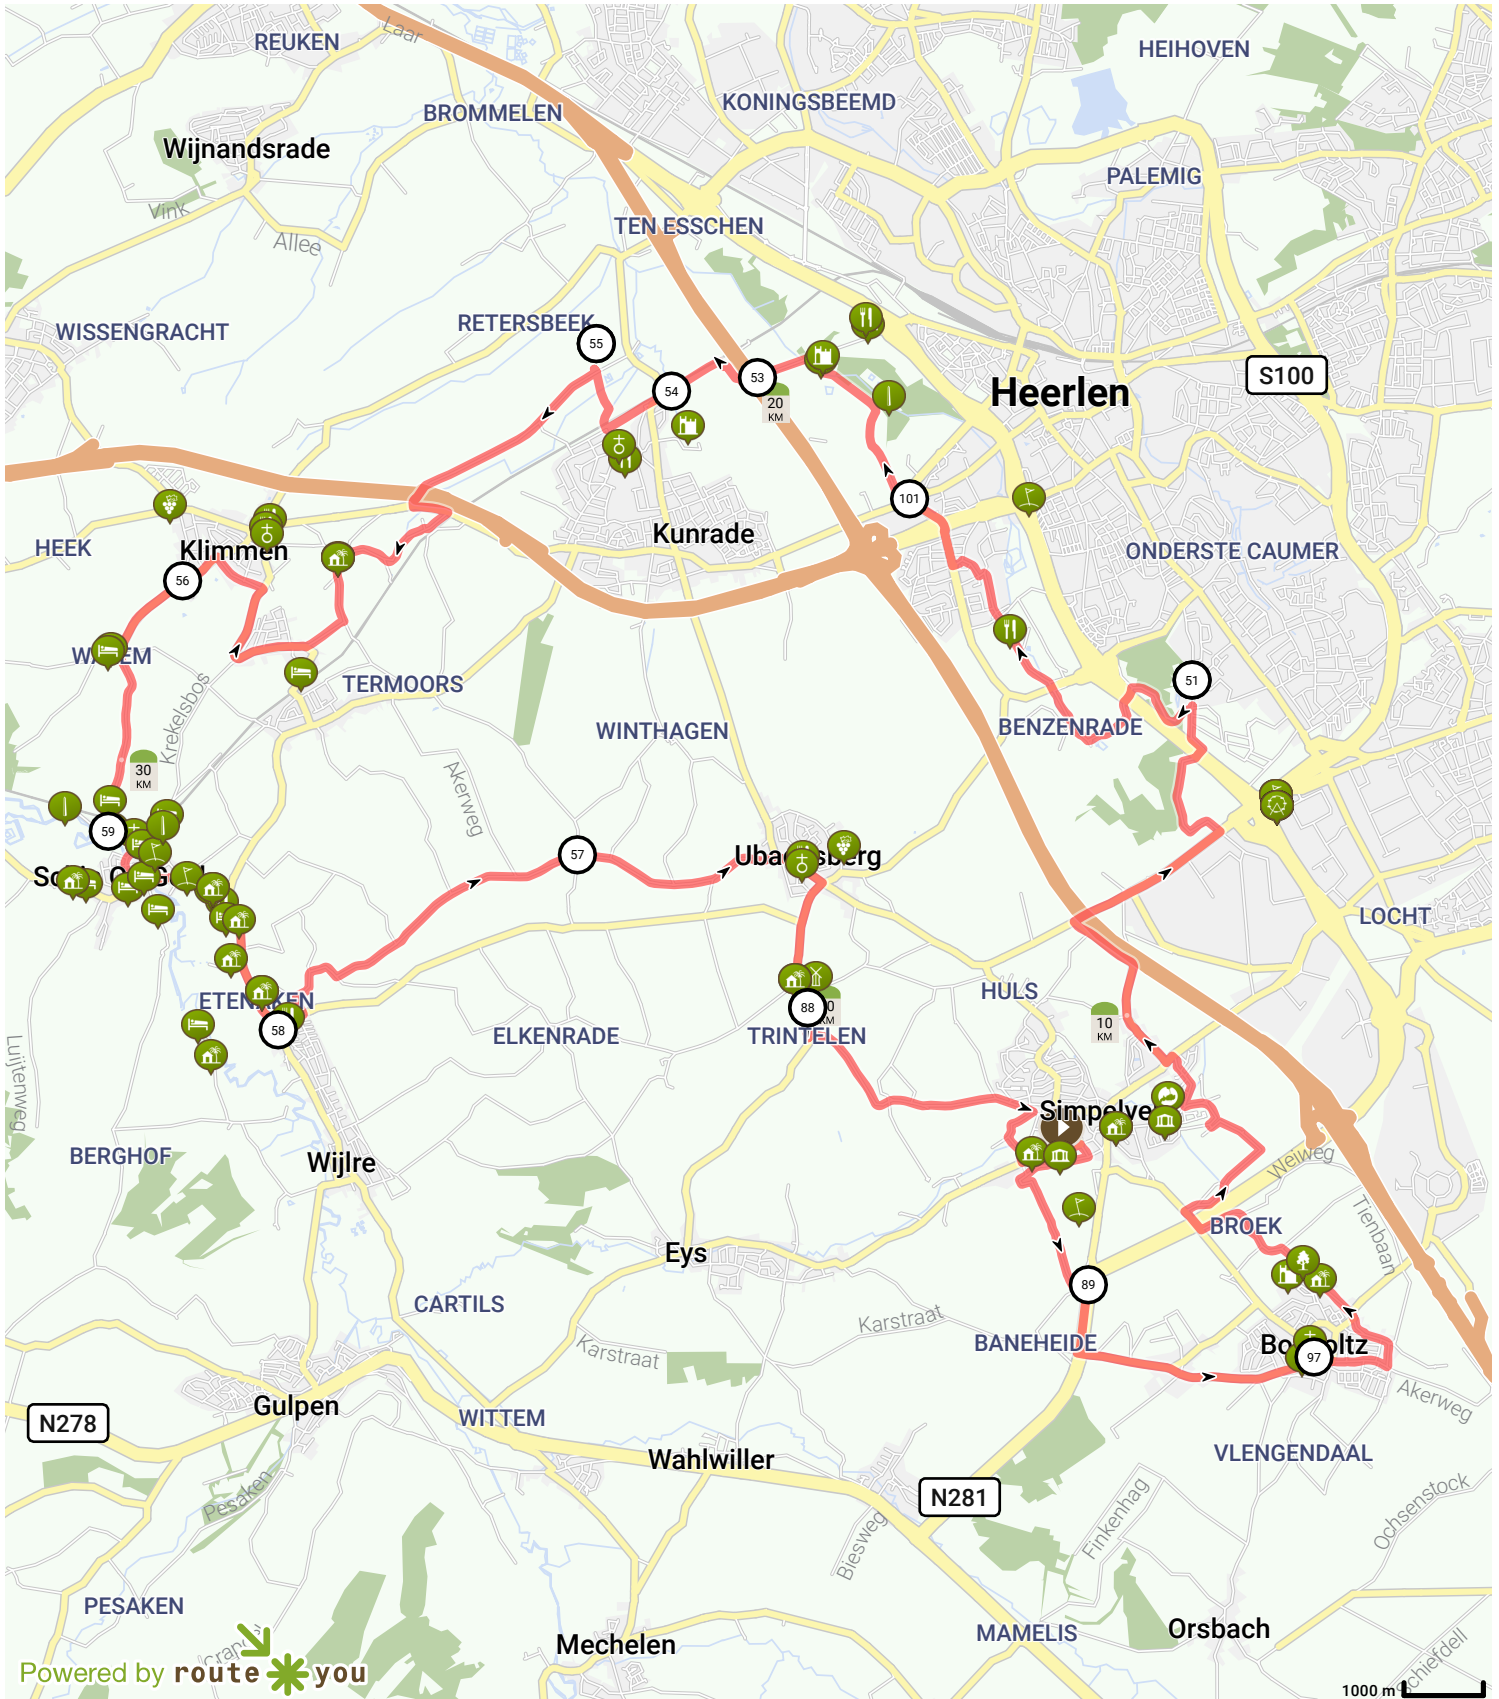 REUKEN
Laar
HEIHOVEN
BROMMELEN
KONINGSBEEMD
Wijnandsrade
PALEMIG
Vink
Allee
TEN ESSCHEN
WISSENGRACHT
RETERSBEEK
55
53
54
20
KM
Heerlen
S100
101
Kunrade
HEEK
Klimmen
ONDERSTE CAUMER
56
TERMOORS
51
Krekelsbos
WINTHAGEN
BENZENRADE
30
KM
Akerweg
59
57
LOCHT
ETENAKEN
HULS
88
KM
58
ELKENRADE
TRINTELEN
10
KM
Luijtenweg
Simpelve
BERGHOF
Wijlre
Weiweg
Tienbaan
BROEK
Eys
89
CARTILS
Karstraat
Karstraat
BANEHEIDE
97
Akerweg
Gulpen
N278
WITTEM
Wahlwiller
VLENGENDAAL
Pesaken
N281
Biesweg
Finkenhag
Ochsenstock
PESAKEN
Mechelen
MAMELIS
Orsbach
Powered by route you
1000 m